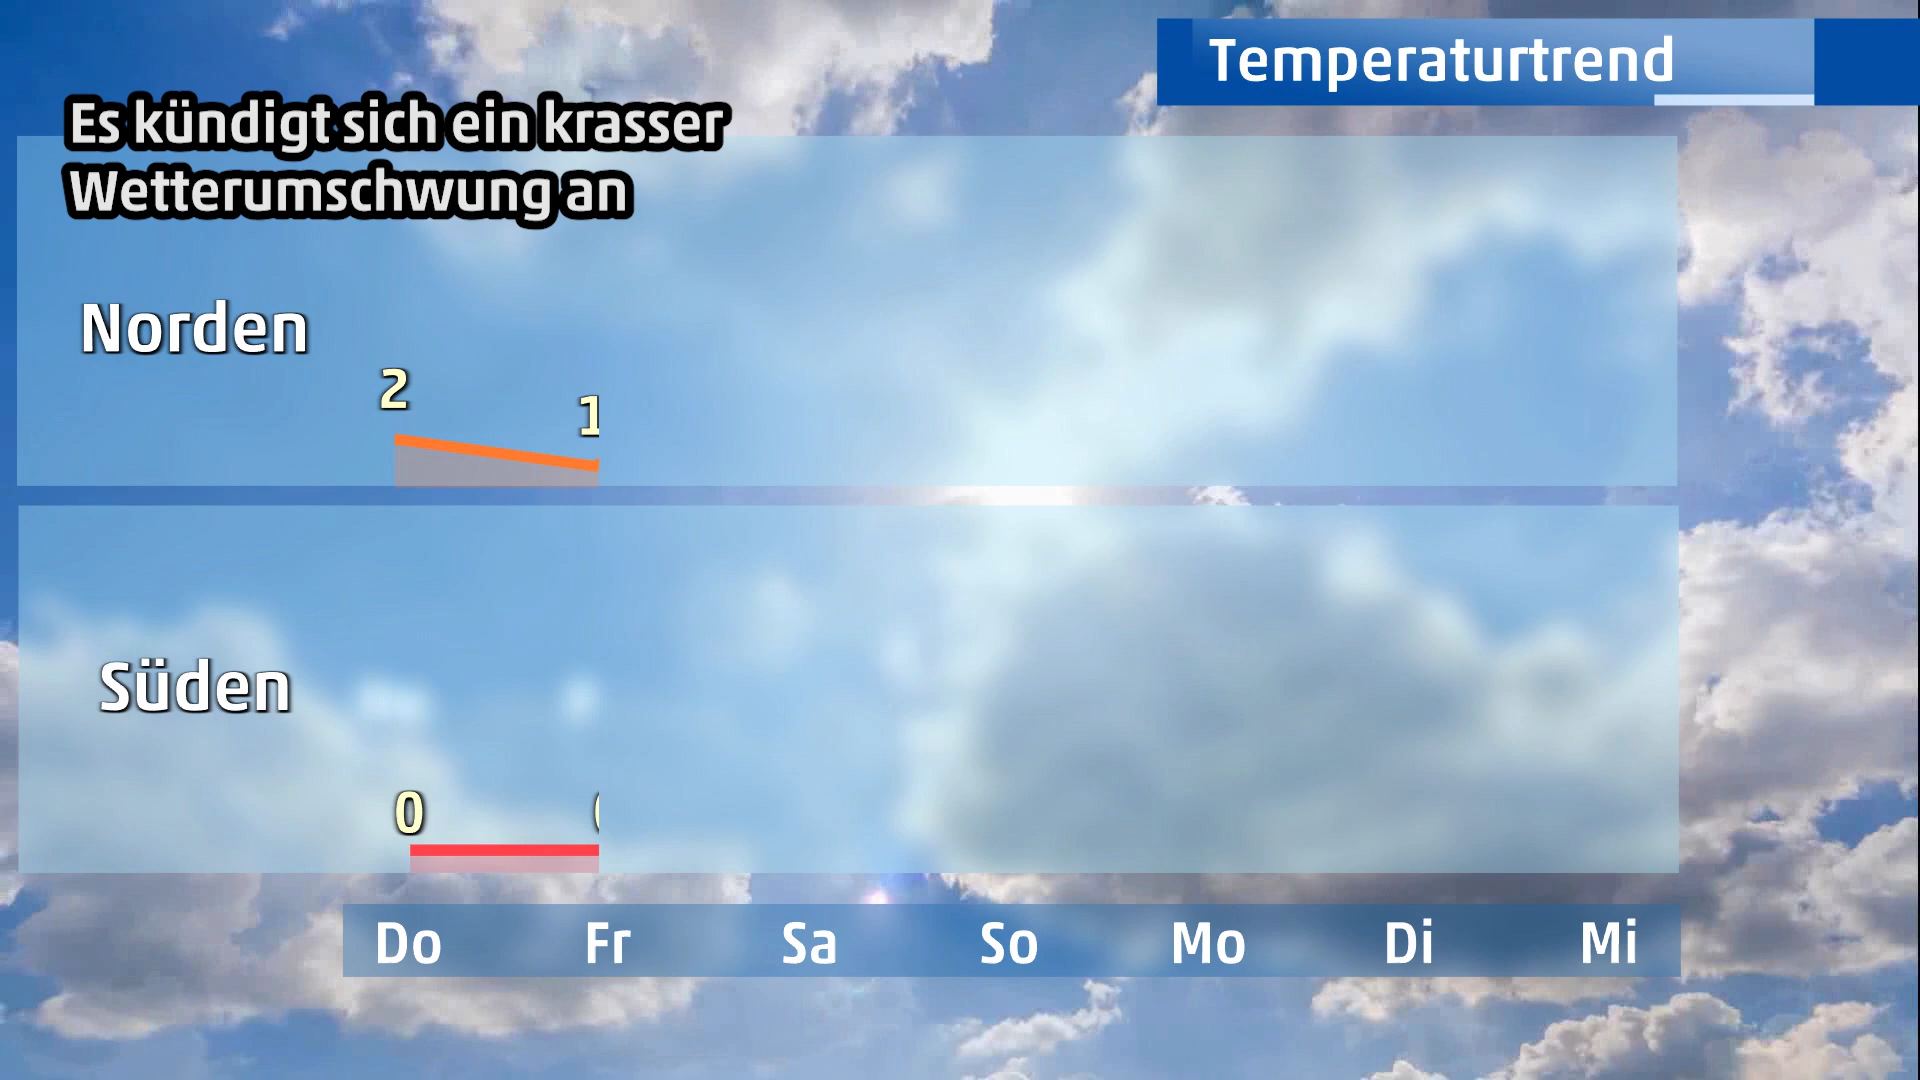 Temperaturtrend
Es kündigt sich ein krasser
Wetterumschwung an
Norden
2
1
Süden
0
Do Fr Sa So Mo Di Mi